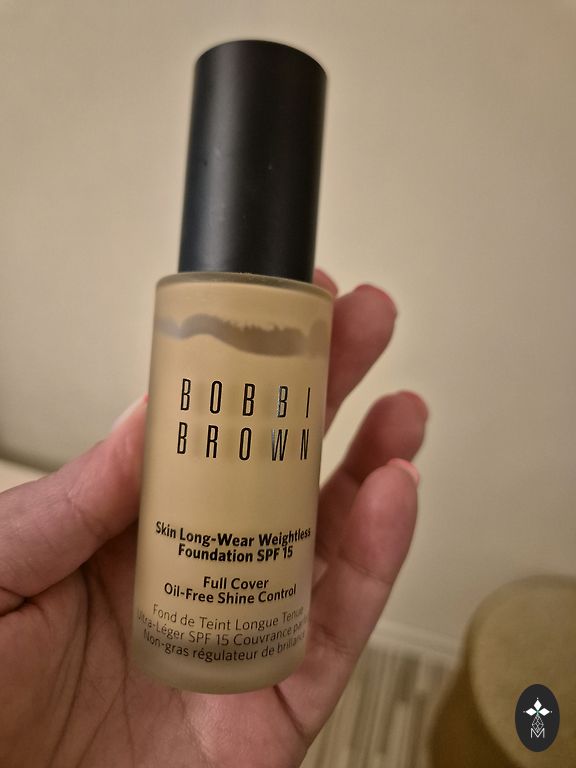 BOBBI
BROWN
Skin Long-Wear Weightless
Foundation SPF 15
Full Cover
Oil-Free Shine Control
Fond de Teint Longue Tenue
Ultra-Léger SPF 15 Couvrance
Non-gras régulateur de brillance